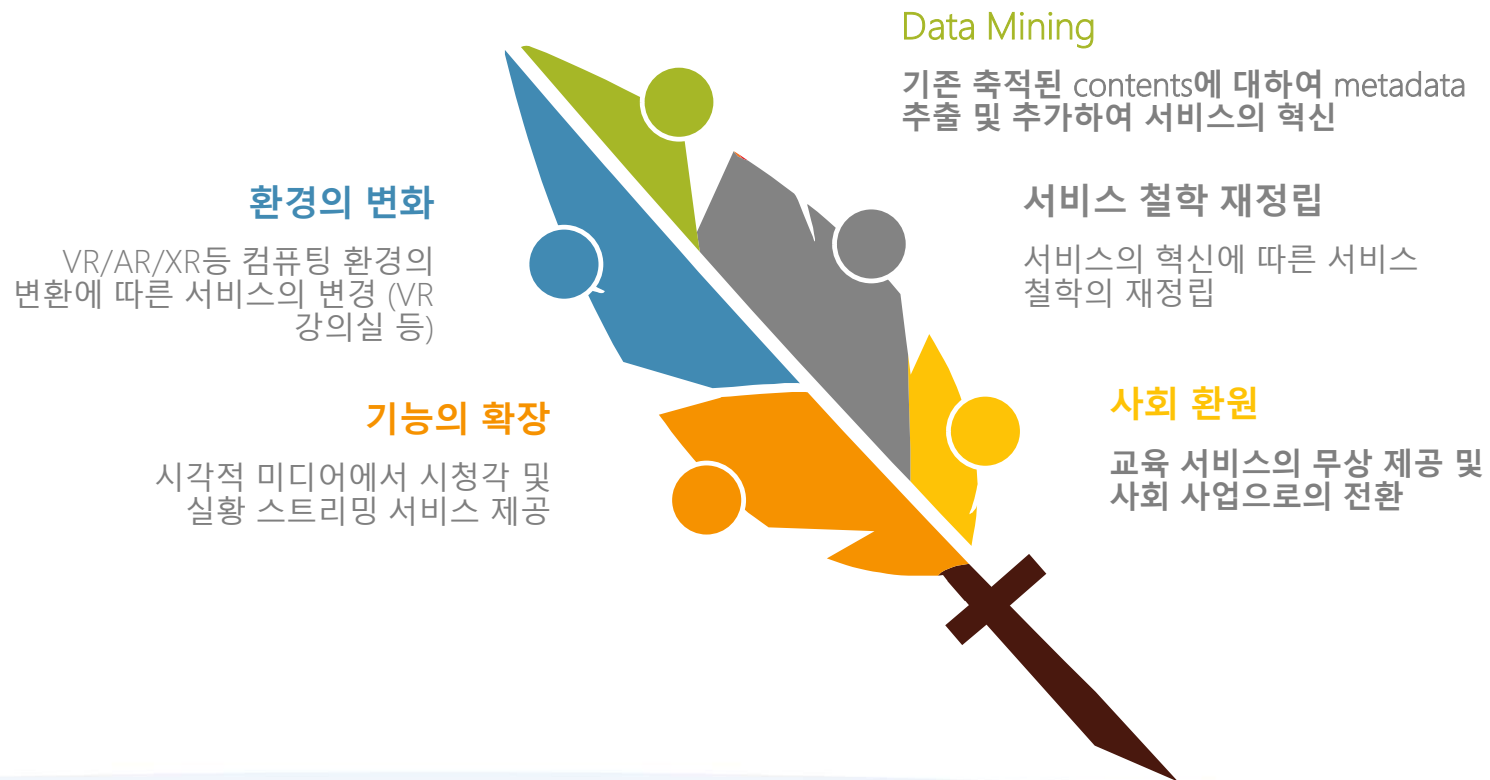 Data Mining
기존 축적된 contents에 대하여 metadata
추출 및 추가하여 서비스의 혁신
환경의 변화
VR/AR/XR등 컴퓨팅 환경의
변환에 따른 서비스의 변경 (VR
강의실 등)
서비스 철학 재정립
서비스의 혁신에 따른 서비스
철학의 재정립
기능의 확장
시각적 미디어에서 시청각 및
실황 스트리밍 서비스 제공
사회 환원
교육 서비스의 무상 제공 및
사회 사업으로의 전환